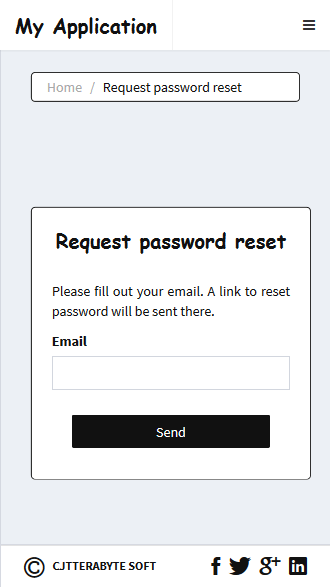 My Application
Home / Request password reset
Request password reset
Please fill out your email. A link to reset
password will be sent there.
Email
Send
© CJTTERABYTE SOFT